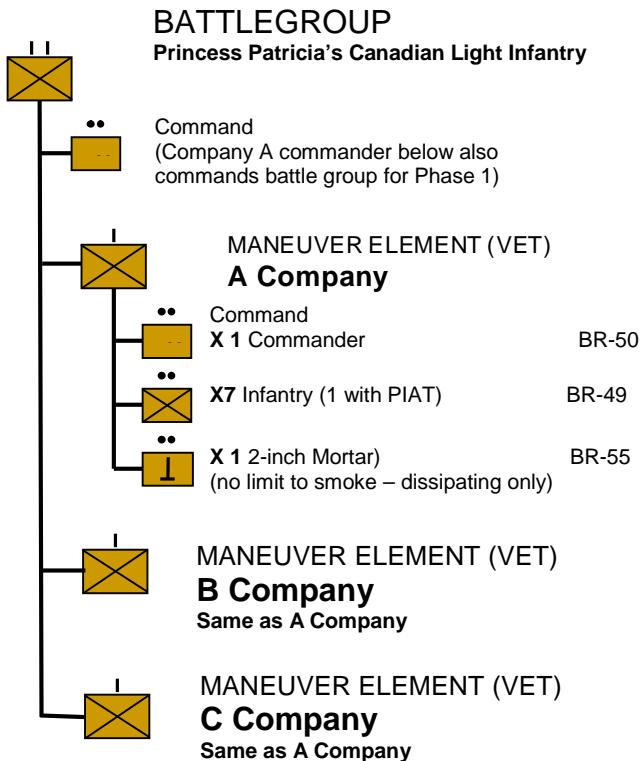 BATTLEGROUP
Princess Patricia's Canadian Light Infantry
Command
(Company A commander below also
commands battle group for Phase 1)
MANEUVER ELEMENT (VET)
A Company
Command
X 1 Commander BR-50
X7 Infantry (1 with PIAT) BR-49
X 1 2-inch Mortar) BR-55
(no limit to smoke – dissipating only)
MANEUVER ELEMENT (VET)
B Company
Same as A Company
MANEUVER ELEMENT (VET)
C Company
Same as A Company